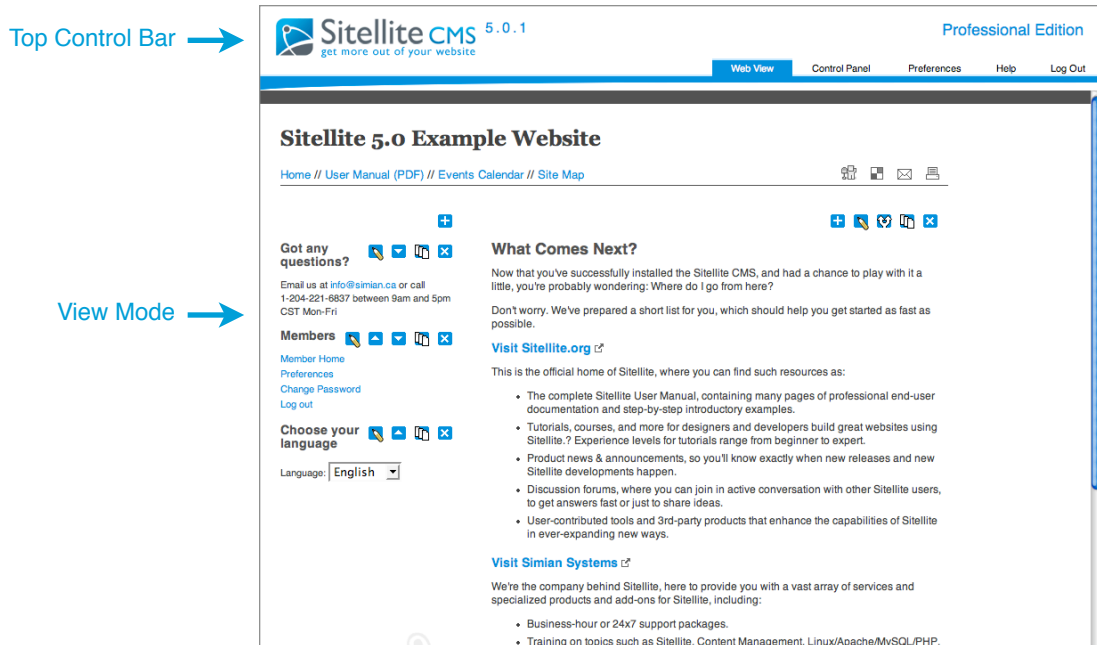 Top Control Bar
Sitellite CMS 5.0.1
get more out of your website
Professional Edition
Web View Control Panel Preferences Help Log Out
Sitellite 5.0 Example Website
Home // User Manual (PDF) // Events Calendar // Site Map
Got any
questions?
Email us at info@simian.ca or call
1-204-221-6837 between 9am and 5pm
CST Mon-Fri
View Mode
Members
Member Home
Preferences
Change Password
Log out
Choose your
language
Language: English
What Comes Next?
Now that you've successfully installed the Sitellite CMS, and had a chance to play with it a
little, you're probably wondering: Where do I go from here?
Don't worry. We've prepared a short list for you, which should help you get started as fast as
possible.
Visit Sitellite.org
This is the official home of Sitellite, where you can find such resources as:
• The complete Sitellite User Manual, containing many pages of professional end-user
documentation and step-by-step introductory examples.
• Tutorials, courses, and more for designers and developers build great websites using
Sitellite.? Experience levels for tutorials range from beginner to expert.
• Product news & announcements, so you'll know exactly when new releases and new
Sitellite developments happen.
• Discussion forums, where you can join in active conversation with other Sitellite users,
to get answers fast or just to share ideas.
• User-contributed tools and 3rd-party products that enhance the capabilities of Sitellite
in ever-expanding new ways.
Visit Simian Systems
We're the company behind Sitellite, here to provide you with a vast array of services and
specialized products and add-ons for Sitellite, including:
• Business-hour or 24x7 support packages.
• Training on topics such as Sitellite, Content Management, Linux/Apache/MySQL/PHP,